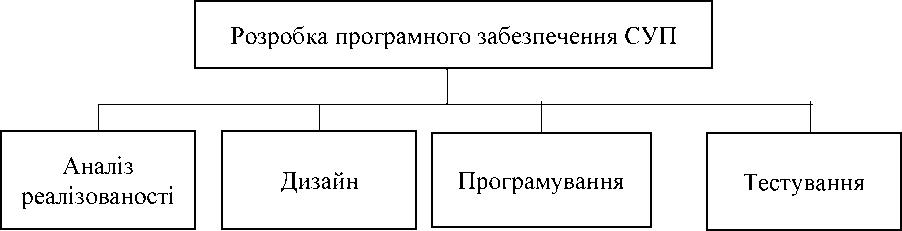 Розробка програмного забезпечення СУП
Аналіз
реалізованості
Дизайн
Програмування
Тестування